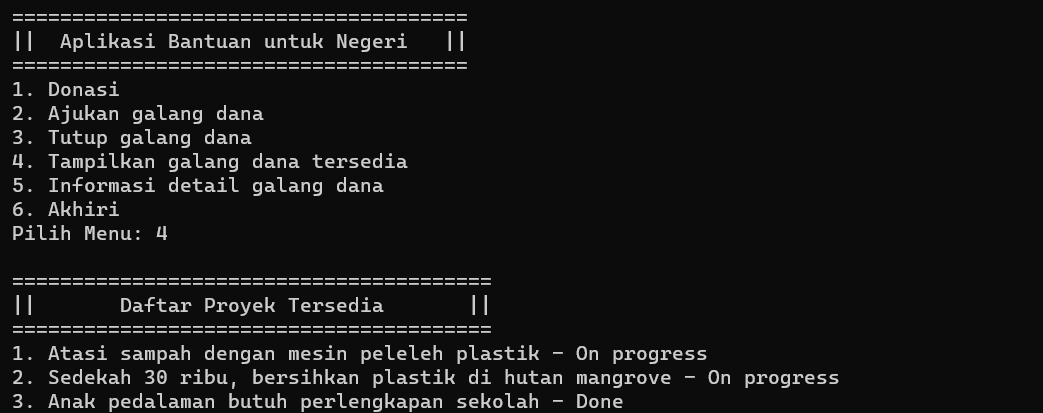 ======================================
||  Aplikasi Bantuan untuk Negeri   ||
======================================
1. Donasi
2. Ajukan galang dana
3. Tutup galang dana
4. Tampilkan galang dana tersedia
5. Informasi detail galang dana
6. Akhiri
Pilih Menu: 4

========================================
||       Daftar Proyek Tersedia       ||
========================================
1. Atasi sampah dengan mesin peleleh plastik - On progress
2. Sedekah 30 ribu, bersihkan plastik di hutan mangrove - On progress
3. Anak pedalaman butuh perlengkapan sekolah - Done